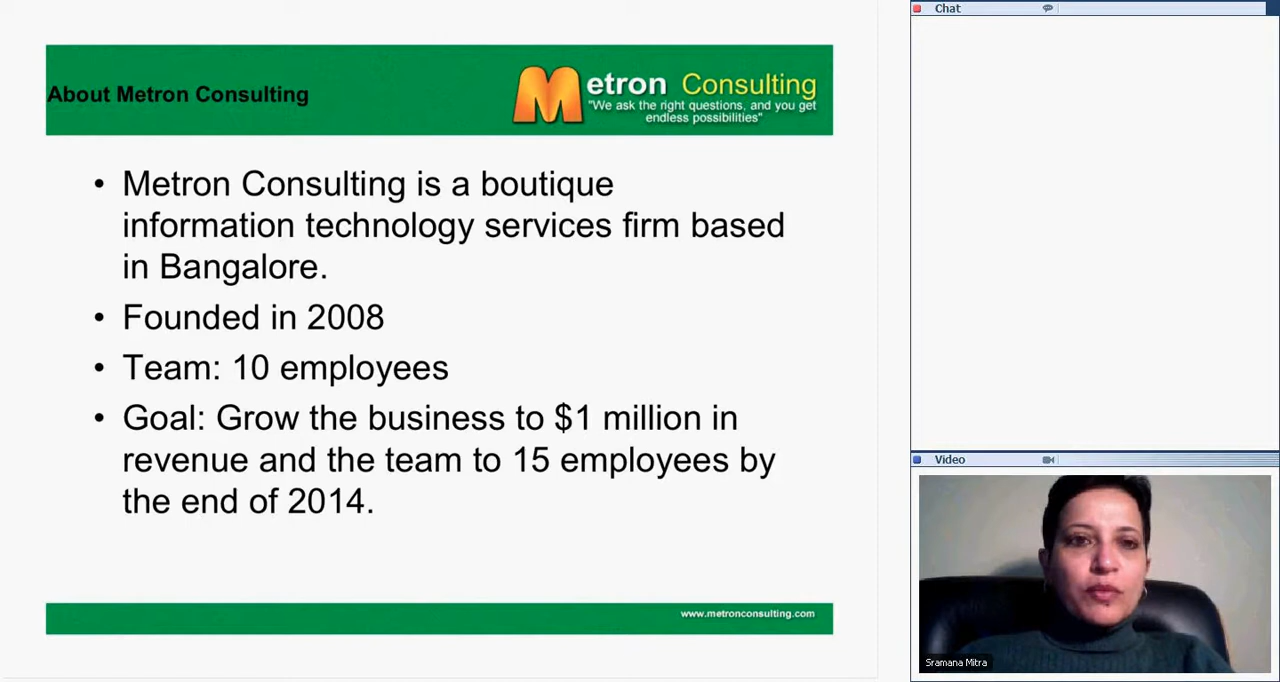 About Metron Consulting
Metron Consulting
"We ask the right questions, and you get
endless possibilities"
• Metron Consulting is a boutique
information technology services firm based
in Bangalore.
• Founded in 2008
• Team: 10 employees
• Goal: Grow the business to $1 million in
revenue and the team to 15 employees by
the end of 2014.
www.metronconsulting.com
Chat
Video
Sramana Mitra